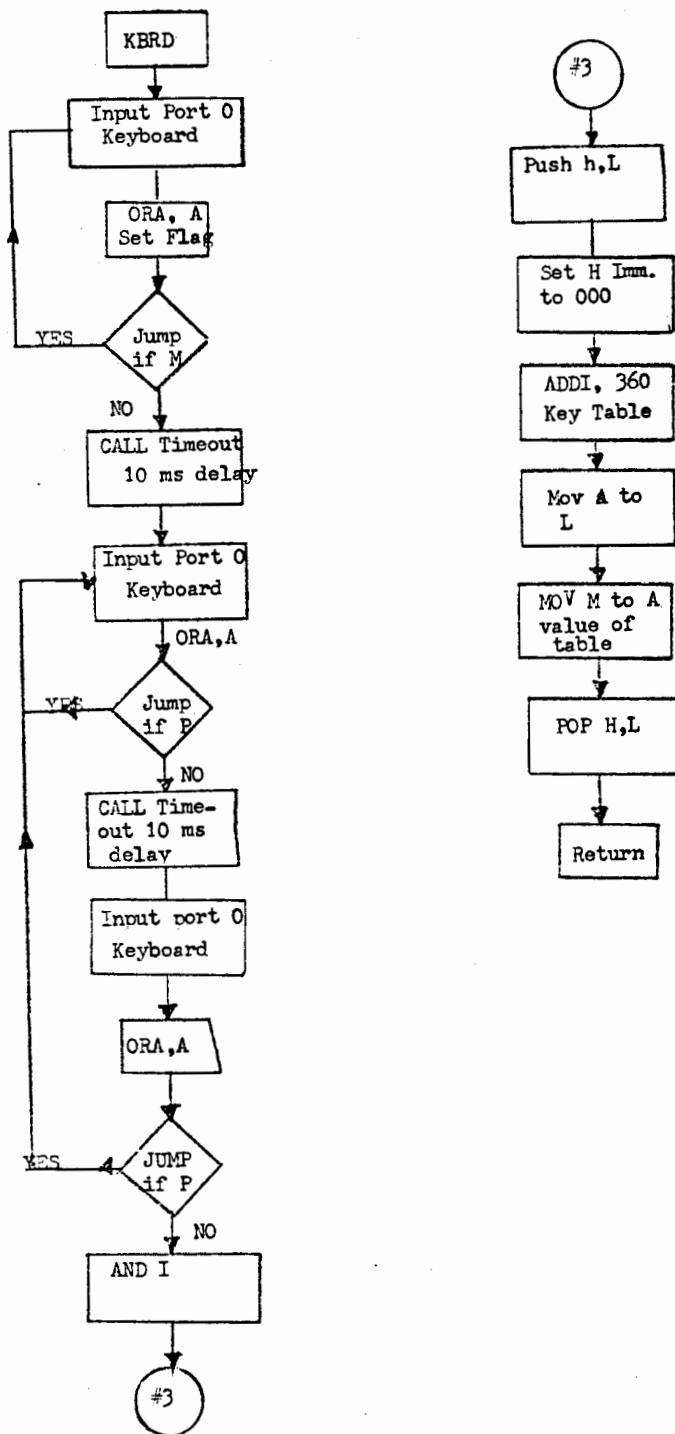 KBRD
Input Port 0
Keyboard
ORA, A
Set Flag
YES
Jump
if M
NO
CALL Timeout
10 ms delay
Input Port 0
Keyboard
ORA,A
YES
Jump
if P
NO
CALL Time-
out 10 ms
delay
Input port 0
Keyboard
ORA,A
YES
JUMP
if P
NO
AND I
#3
#3
Push h,L
Set H Imm.
to 000
ADDI, 360
Key Table
Mov A to
L
MOV M to A
value of
table
POP H,L
Return